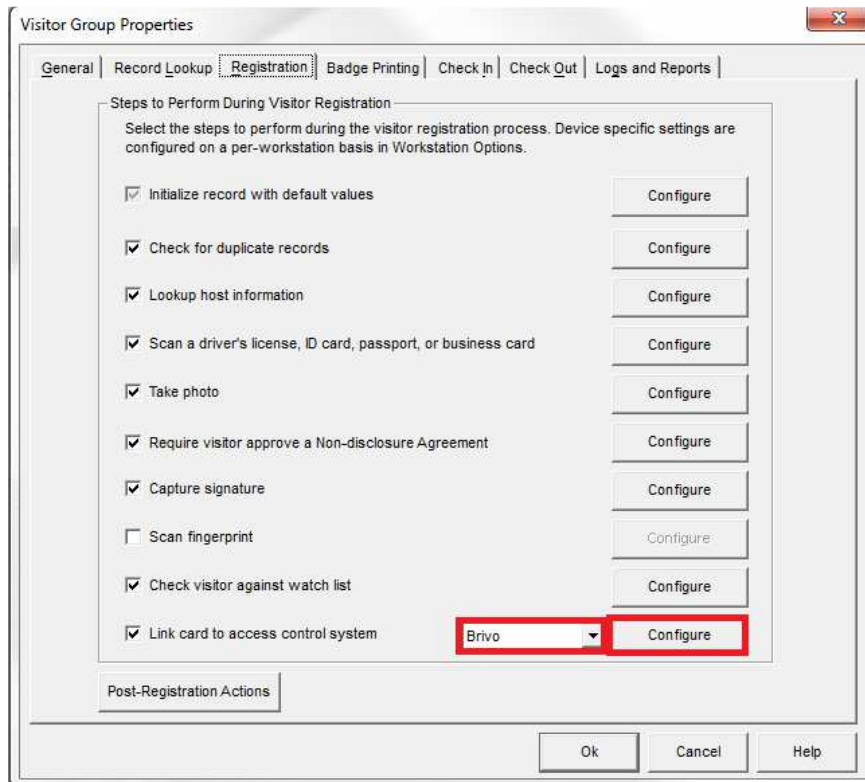 Visitor Group Properties
General Record Lookup Registration Badge Printing Check In Check Out Logs and Reports
Steps to Perform During Visitor Registration
Select the steps to perform during the visitor registration process. Device specific settings are
configured on a per-workstation basis in Workstation Options.
Initialize record with default values Configure
Check for duplicate records Configure
Lookup host information Configure
Scan a driver's license, ID card, passport, or business card Configure
Take photo Configure
Require visitor approve a Non-disclosure Agreement Configure
Capture signature Configure
Scan fingerprint Configure
Check visitor against watch list Configure
Link card to access control system Brivo Configure
Post-Registration Actions
Ok Cancel Help